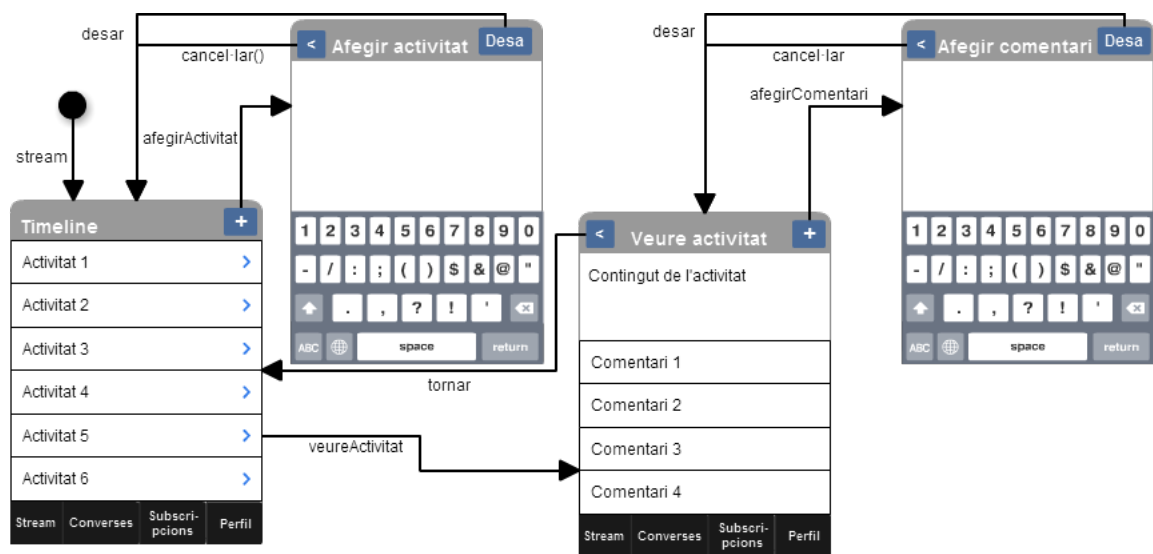 desar
cancel·lar()
< Afegir activitat Desa
stream
afegirActivitat
Timeline +
Activitat 1 >
Activitat 2 >
Activitat 3 >
Activitat 4 >
Activitat 5 >
Activitat 6 >
Stream Converses Subscri-
pcions Perfil
1 2 3 4 5 6 7 8 9 0
- / : ; ( ) $ & @ "
. , ? ! '
ABC space return
tornar
veureActivitat
desar
cancel·lar
afegirComentari
< Veure activitat +
Contingut de l'activitat
Comentari 1
Comentari 2
Comentari 3
Comentari 4
Stream Converses Subscri-
pcions Perfil
< Afegir comentari Desa
1 2 3 4 5 6 7 8 9 0
- / : ; ( ) $ & @ "
. , ? ! '
ABC space return